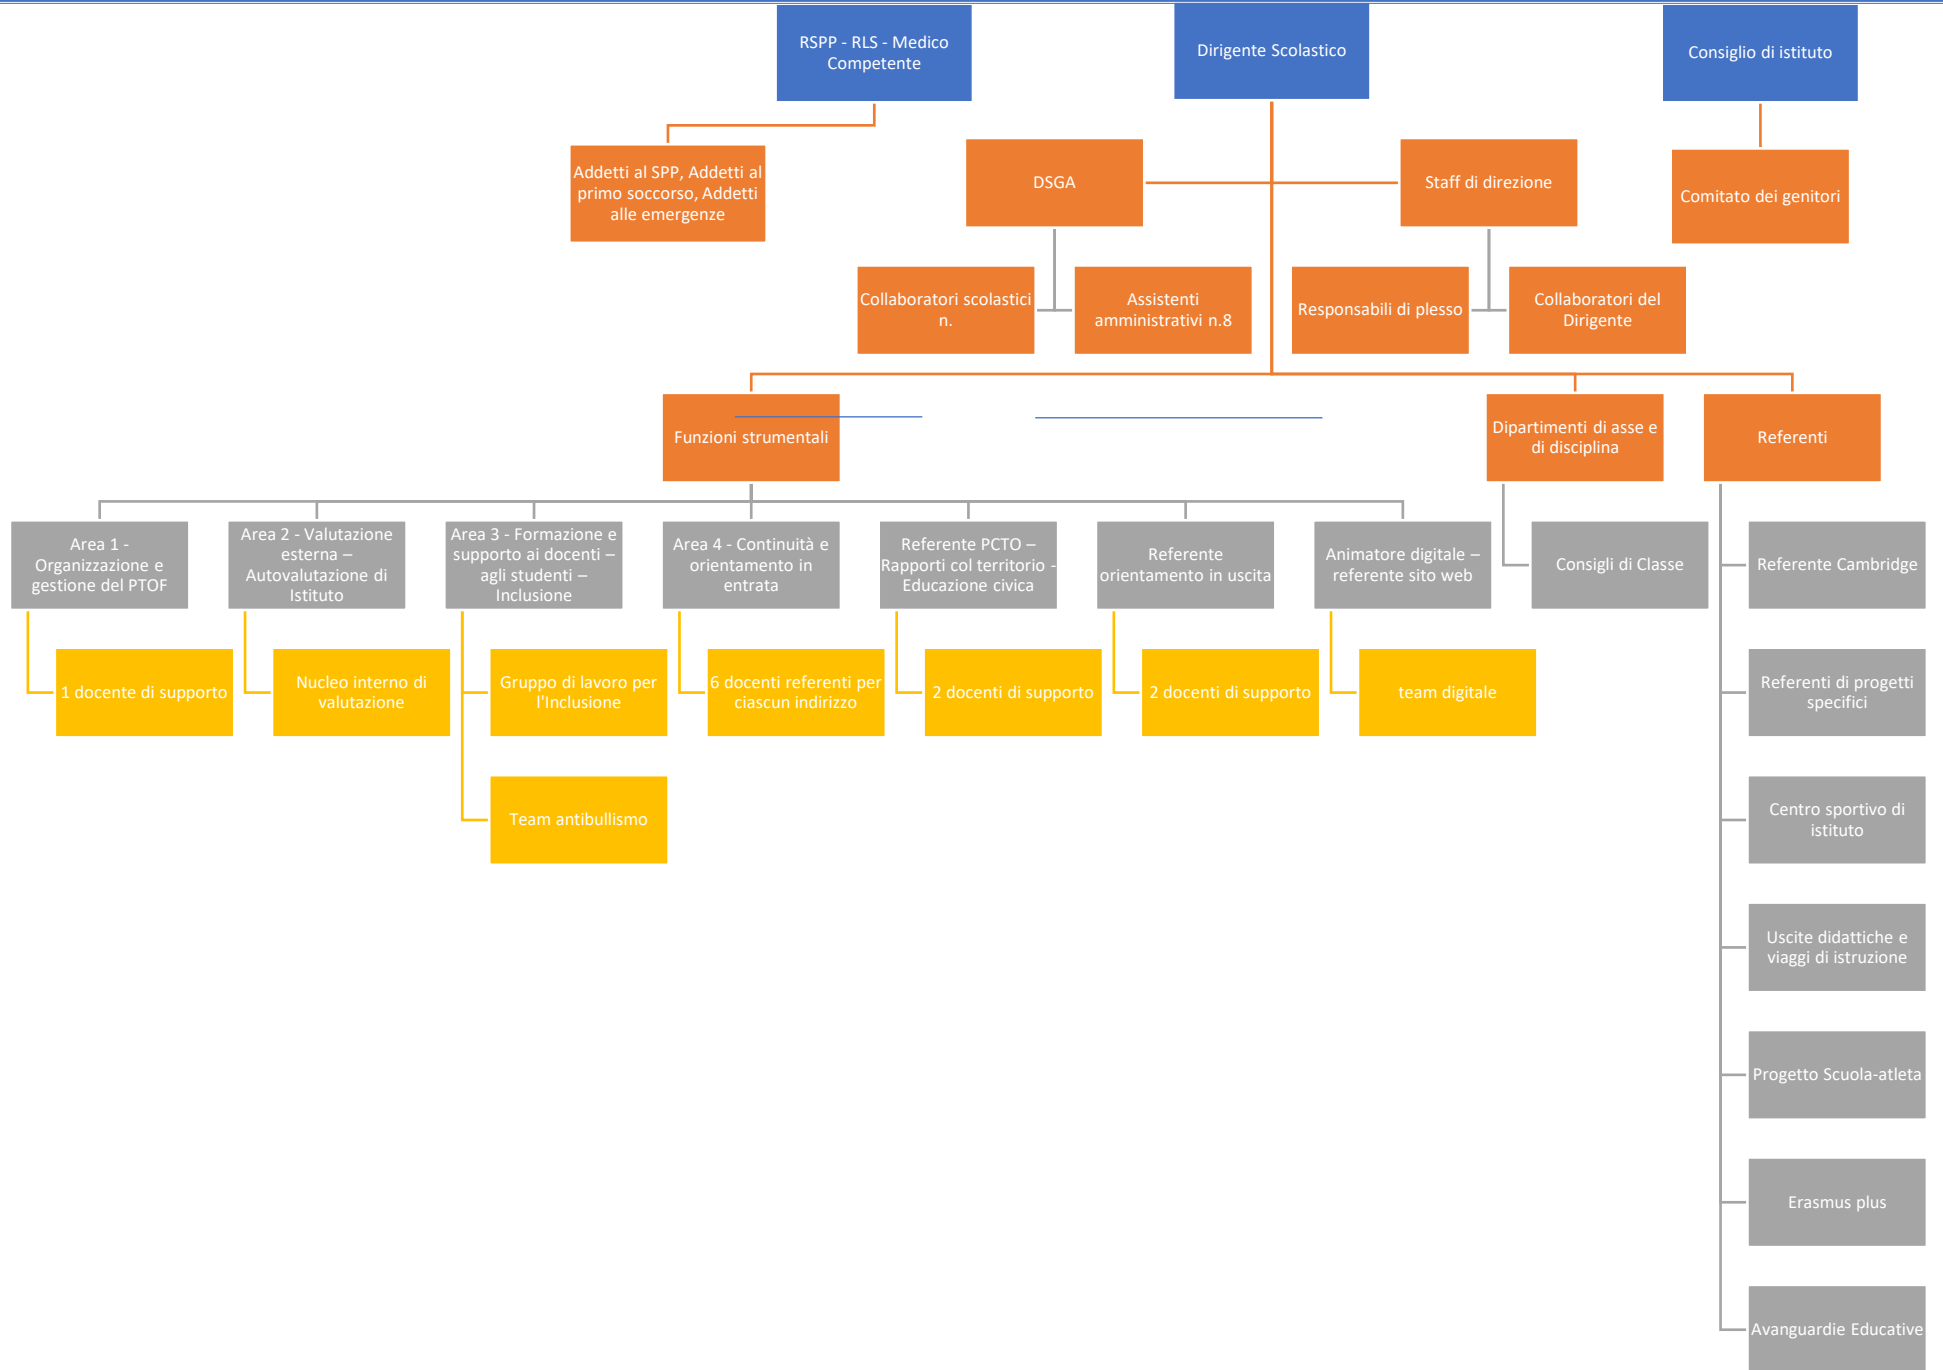 RSPP - RLS - Medico
Competente
Dirigente Scolastico
Consiglio di istituto
Addetti al SPP, Addetti al
primo soccorso, Addetti
alle emergenze
DSGA
Staff di direzione
Comitato dei genitori
Collaboratori scolastici
n.
Assistenti
amministrativi n.8
Responsabili di plesso
Collaboratori del
Dirigente
Funzioni strumentali
Dipartimenti di asse e
di disciplina
Referenti
Area 1 -
Organizzazione e
gestione del PTOF
Area 2 - Valutazione
esterna –
Autovalutazione di
Istituto
Area 3 - Formazione e
supporto ai docenti –
agli studenti –
Inclusione
Area 4 - Continuità e
orientamento in
entrata
Referente PCTO –
Rapporti col territorio -
Educazione civica
Referente
orientamento in uscita
Animatore digitale –
referente sito web
Consigli di Classe
Referente Cambridge
1 docente di supporto
Nucleo interno di
valutazione
Gruppo di lavoro per
l'Inclusione
6 docenti referenti per
ciascun indirizzo
2 docenti di supporto
2 docenti di supporto
team digitale
Referenti di progetti
specifici
Team antibullismo
Centro sportivo di
istituto
Uscite didattiche e
viaggi di istruzione
Progetto Scuola-atleta
Erasmus plus
Avanguardie Educative